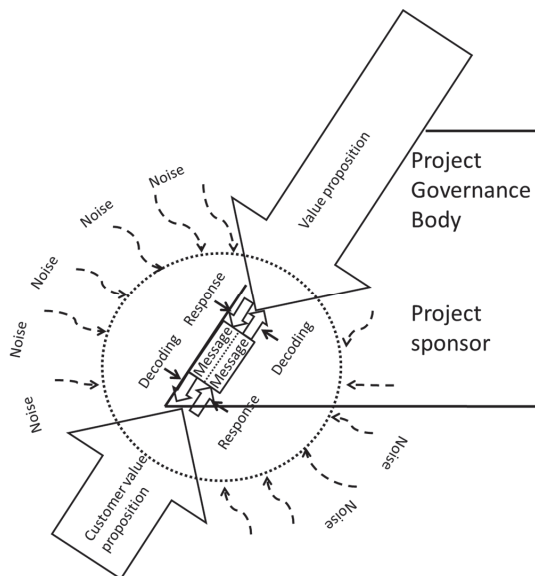 Noise
Noise
Noise
Noise
Noise
Noise
Value proposition
Project
Governance
Body
Project
sponsor
Response
Message
Message
Decoding
Decoding
Response
Customer value
proposition
Noise
Noise